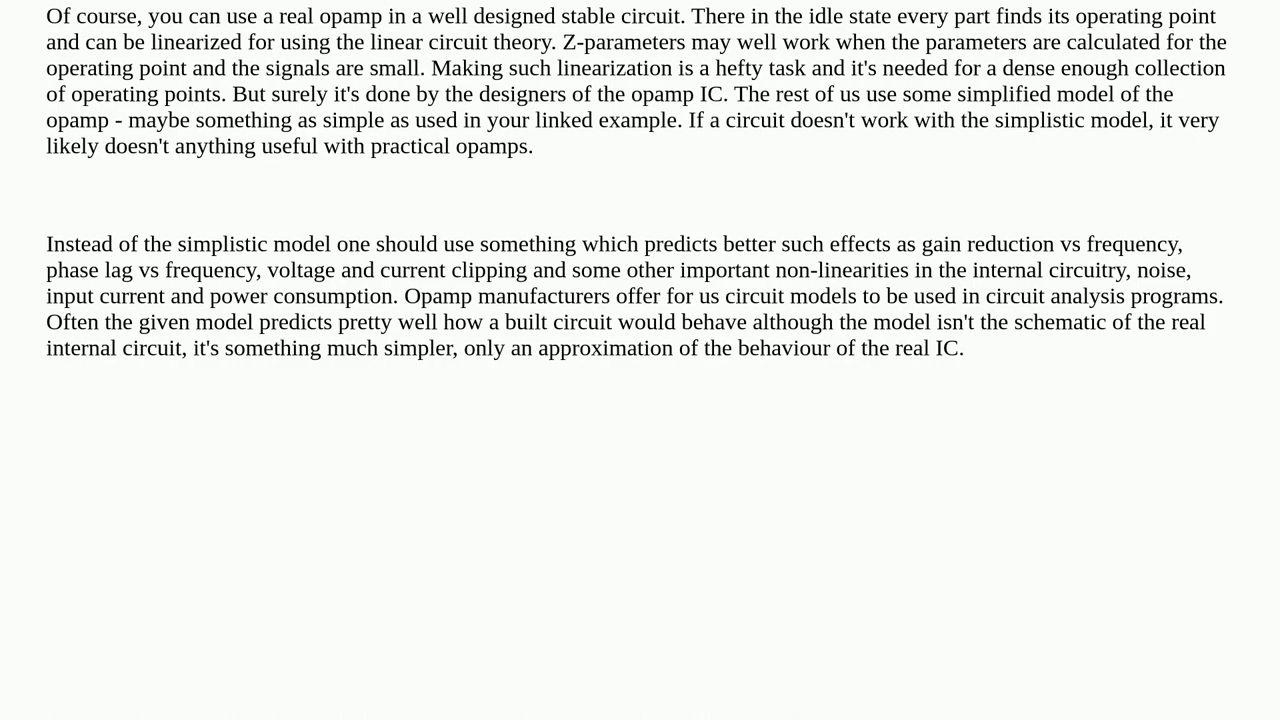 Of course, you can use a real opamp in a well designed stable circuit. There in the idle state every part finds its operating point
and can be linearized for using the linear circuit theory. Z-parameters may well work when the parameters are calculated for the
operating point and the signals are small. Making such linearization is a hefty task and it's needed for a dense enough collection
of operating points. But surely it's done by the designers of the opamp IC. The rest of us use some simplified model of the
opamp - maybe something as simple as used in your linked example. If a circuit doesn't work with the simplistic model, it very
likely doesn't anything useful with practical opamps.
Instead of the simplistic model one should use something which predicts better such effects as gain reduction vs frequency,
phase lag vs frequency, voltage and current clipping and some other important non-linearities in the internal circuitry, noise,
input current and power consumption. Opamp manufacturers offer for us circuit models to be used in circuit analysis programs.
Often the given model predicts pretty well how a built circuit would behave although the model isn't the schematic of the real
internal circuit, it's something much simpler, only an approximation of the behaviour of the real IC.